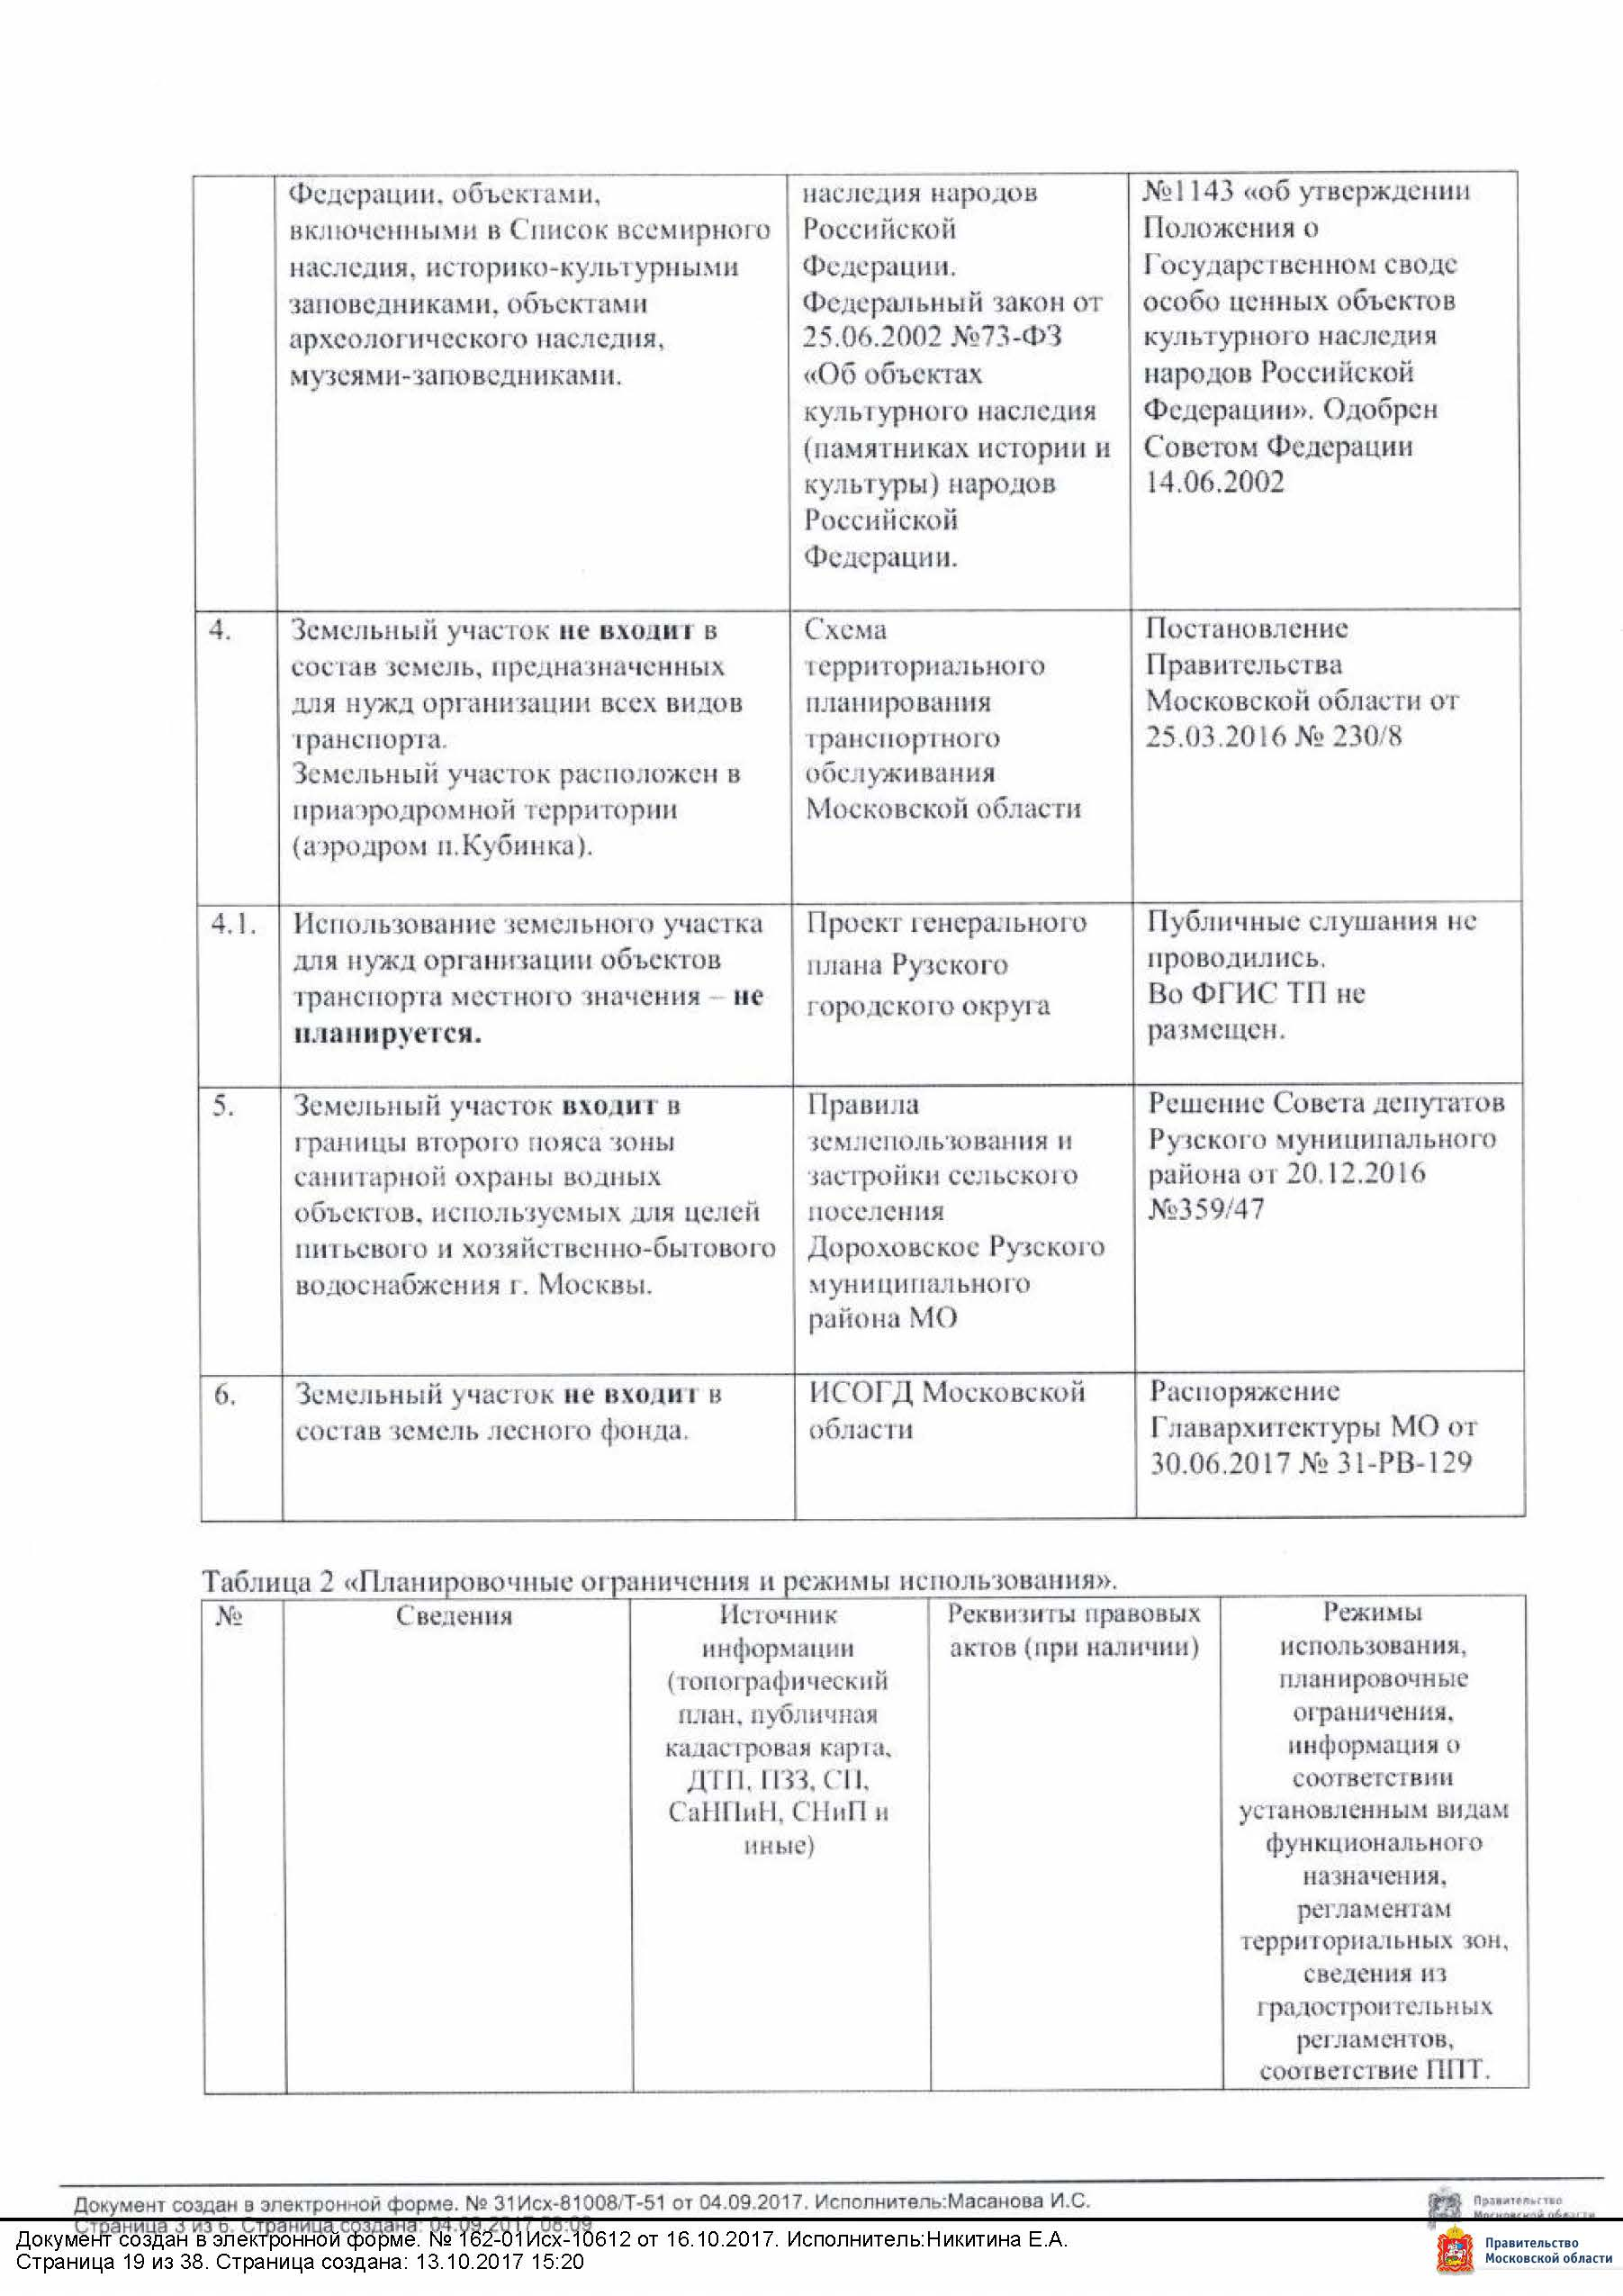 Федерации, объектами,
включенными в Список всемирного
наследия, историко-культурными
заповедниками, объектами
археологического наследия,
музеями-заповедниками.
наследия народов
Российской
Федерации.
Федеральный закон от
25.06.2002 №73-ФЗ
«Об объектах
культурного наследия
(памятниках истории и
культуры) народов
Российской
Федерации.
№1143 «об утверждении
Положения о
Государственном своде
особо ценных объектов
культурного наследия
народов Российской
Федерации». Одобрен
Советом Федерации
14.06.2002
4.
Земельный участок не входит в
состав земель, предназначенных
для нужд организации всех видов
транспорта.
Земельный участок расположен в
приаэродромной территории
(аэродром п.Кубинка).
Схема
территориального
планирования
транспортного
обслуживания
Московской области
Постановление
Правительства
Московской области от
25.03.2016 № 230/8
4.1.
Использование земельного участка
для нужд организации объектов
транспорта местного значения – не
планируется.
Проект генерального
плана Рузского
городского округа
Публичные слушания не
проводились.
Во ФГИС ТП не
размещен.
5.
Земельный участок входит в
границы второго пояса зоны
санитарной охраны водных
объектов, используемых для целей
питьевого и хозяйственно-бытового
водоснабжения г. Москвы.
Правила
землепользования и
застройки сельского
поселения
Дороховское Рузского
муниципального
района МО
Решение Совета депутатов
Рузского муниципального
района от 20.12.2016
№359/47
6.
Земельный участок не входит в
состав земель лесного фонда.
ИСОГД Московской
области
Распоряжение
Главархитектуры МО от
30.06.2017 № 31-РВ-129
Таблица 2 «Планировочные ограничения и режимы использования».
№
Сведения
Источник
информации
(топографический
план, публичная
кадастровая карта,
ДТП, ПЗЗ, СП,
СаНПиН, СНиП и
иные)
Реквизиты правовых
актов (при наличии)
Режимы
использования,
планировочные
ограничения,
информация о
соответствии
установленным видам
функционального
назначения,
регламентам
территориальных зон,
сведения из
градостроительных
регламентов,
соответствие ППТ.
Документ создан в электронной форме. № 31Исх-81008/Т-51 от 04.09.2017. Исполнитель:Масанова И.С.
Страница 3 из 6. Страница создана: 04.09.2017 08:09
Правительство
Московской области
Документ создан в электронной форме. № 162-01Исх-10612 от 16.10.2017. Исполнитель:Никитина Е.А.
Страница 19 из 38. Страница создана: 13.10.2017 15:20
Правительство
Московской области